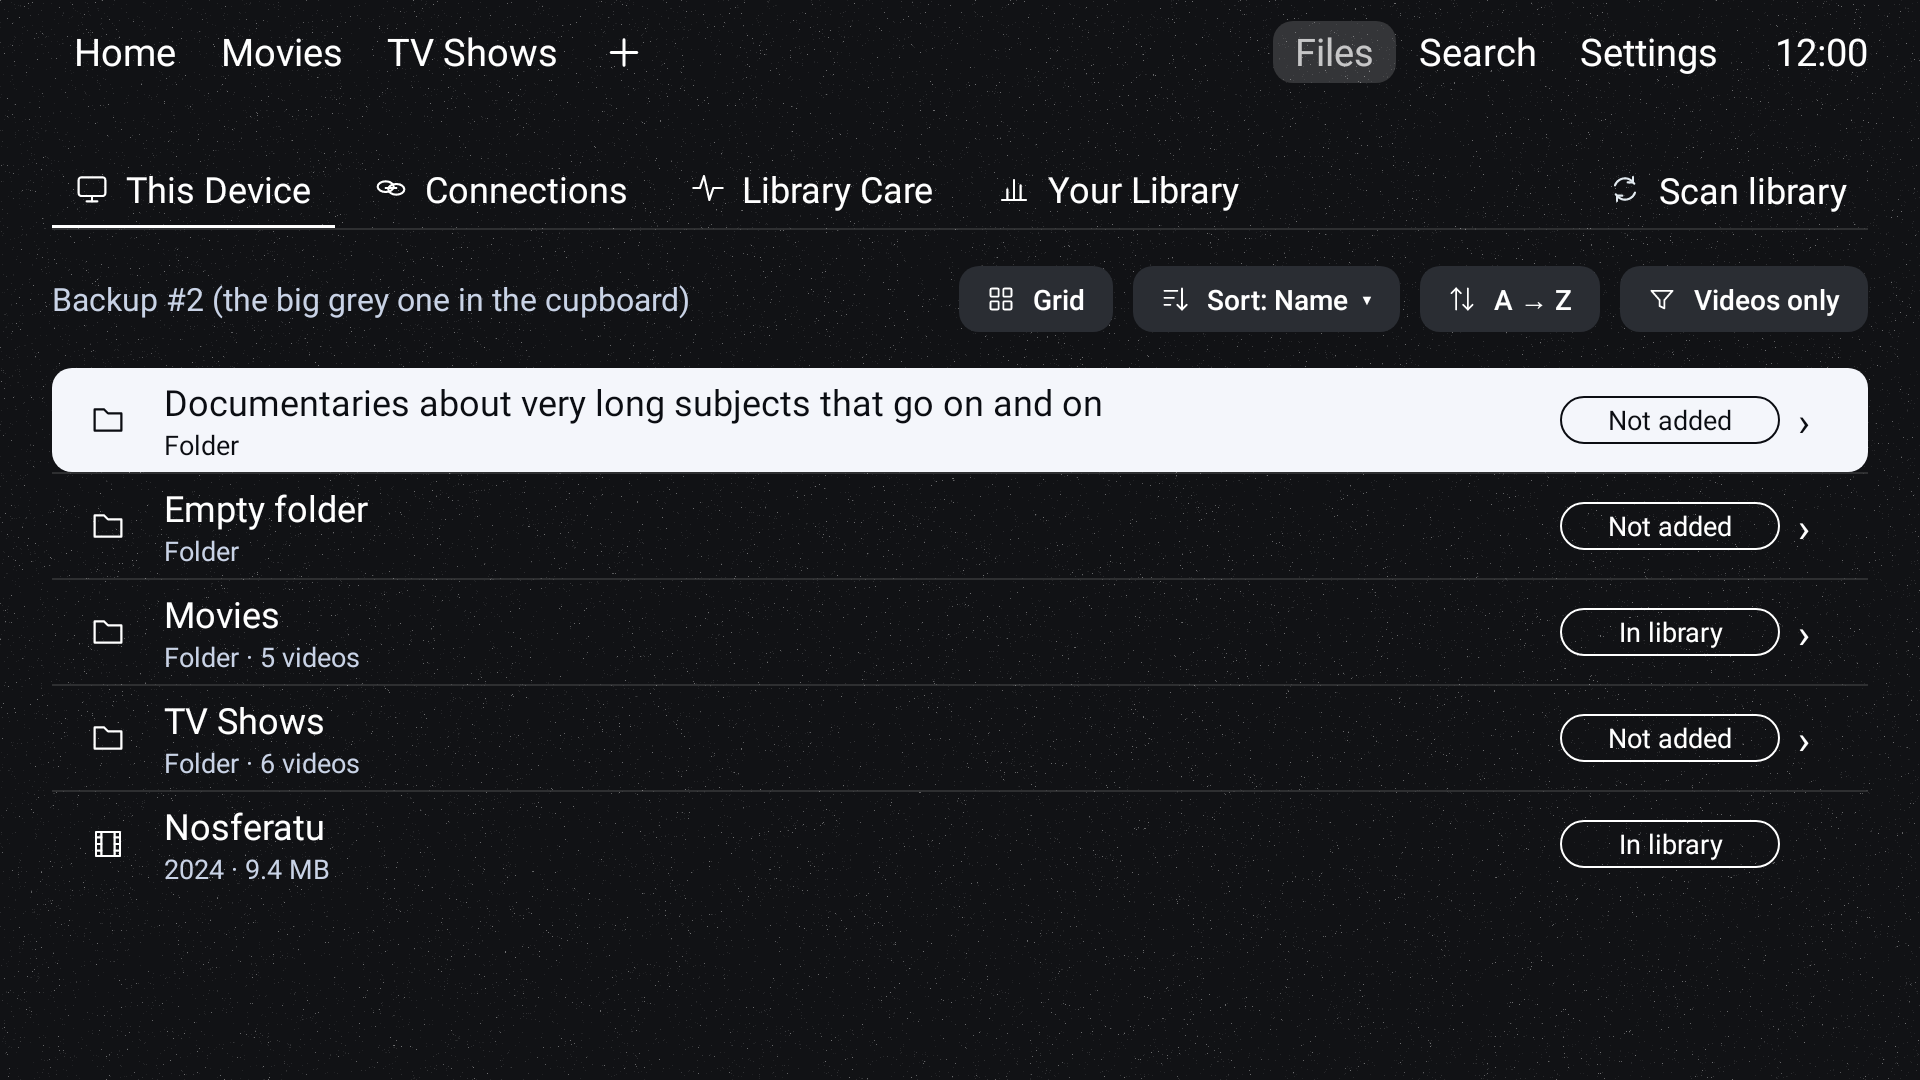 Home Movies TV Shows + Files Search Settings 12:00
This Device Connections Library Care Your Library Scan library
Backup #2 (the big grey one in the cupboard) Grid Sort: Name ▾ A → Z Videos only
Documentaries about very long subjects that go on and on
Folder
Not added ›
Empty folder
Folder
Not added ›
Movies
Folder · 5 videos
In library ›
TV Shows
Folder · 6 videos
Not added ›
Nosferatu
2024 · 9.4 MB
In library